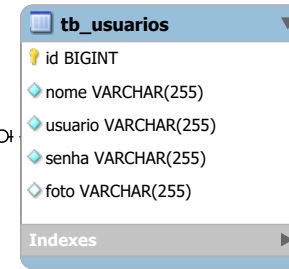 tb_usuarios
id BIGINT
nome VARCHAR(255)
usuario VARCHAR(255)
senha VARCHAR(255)
foto VARCHAR(255)
Indexes